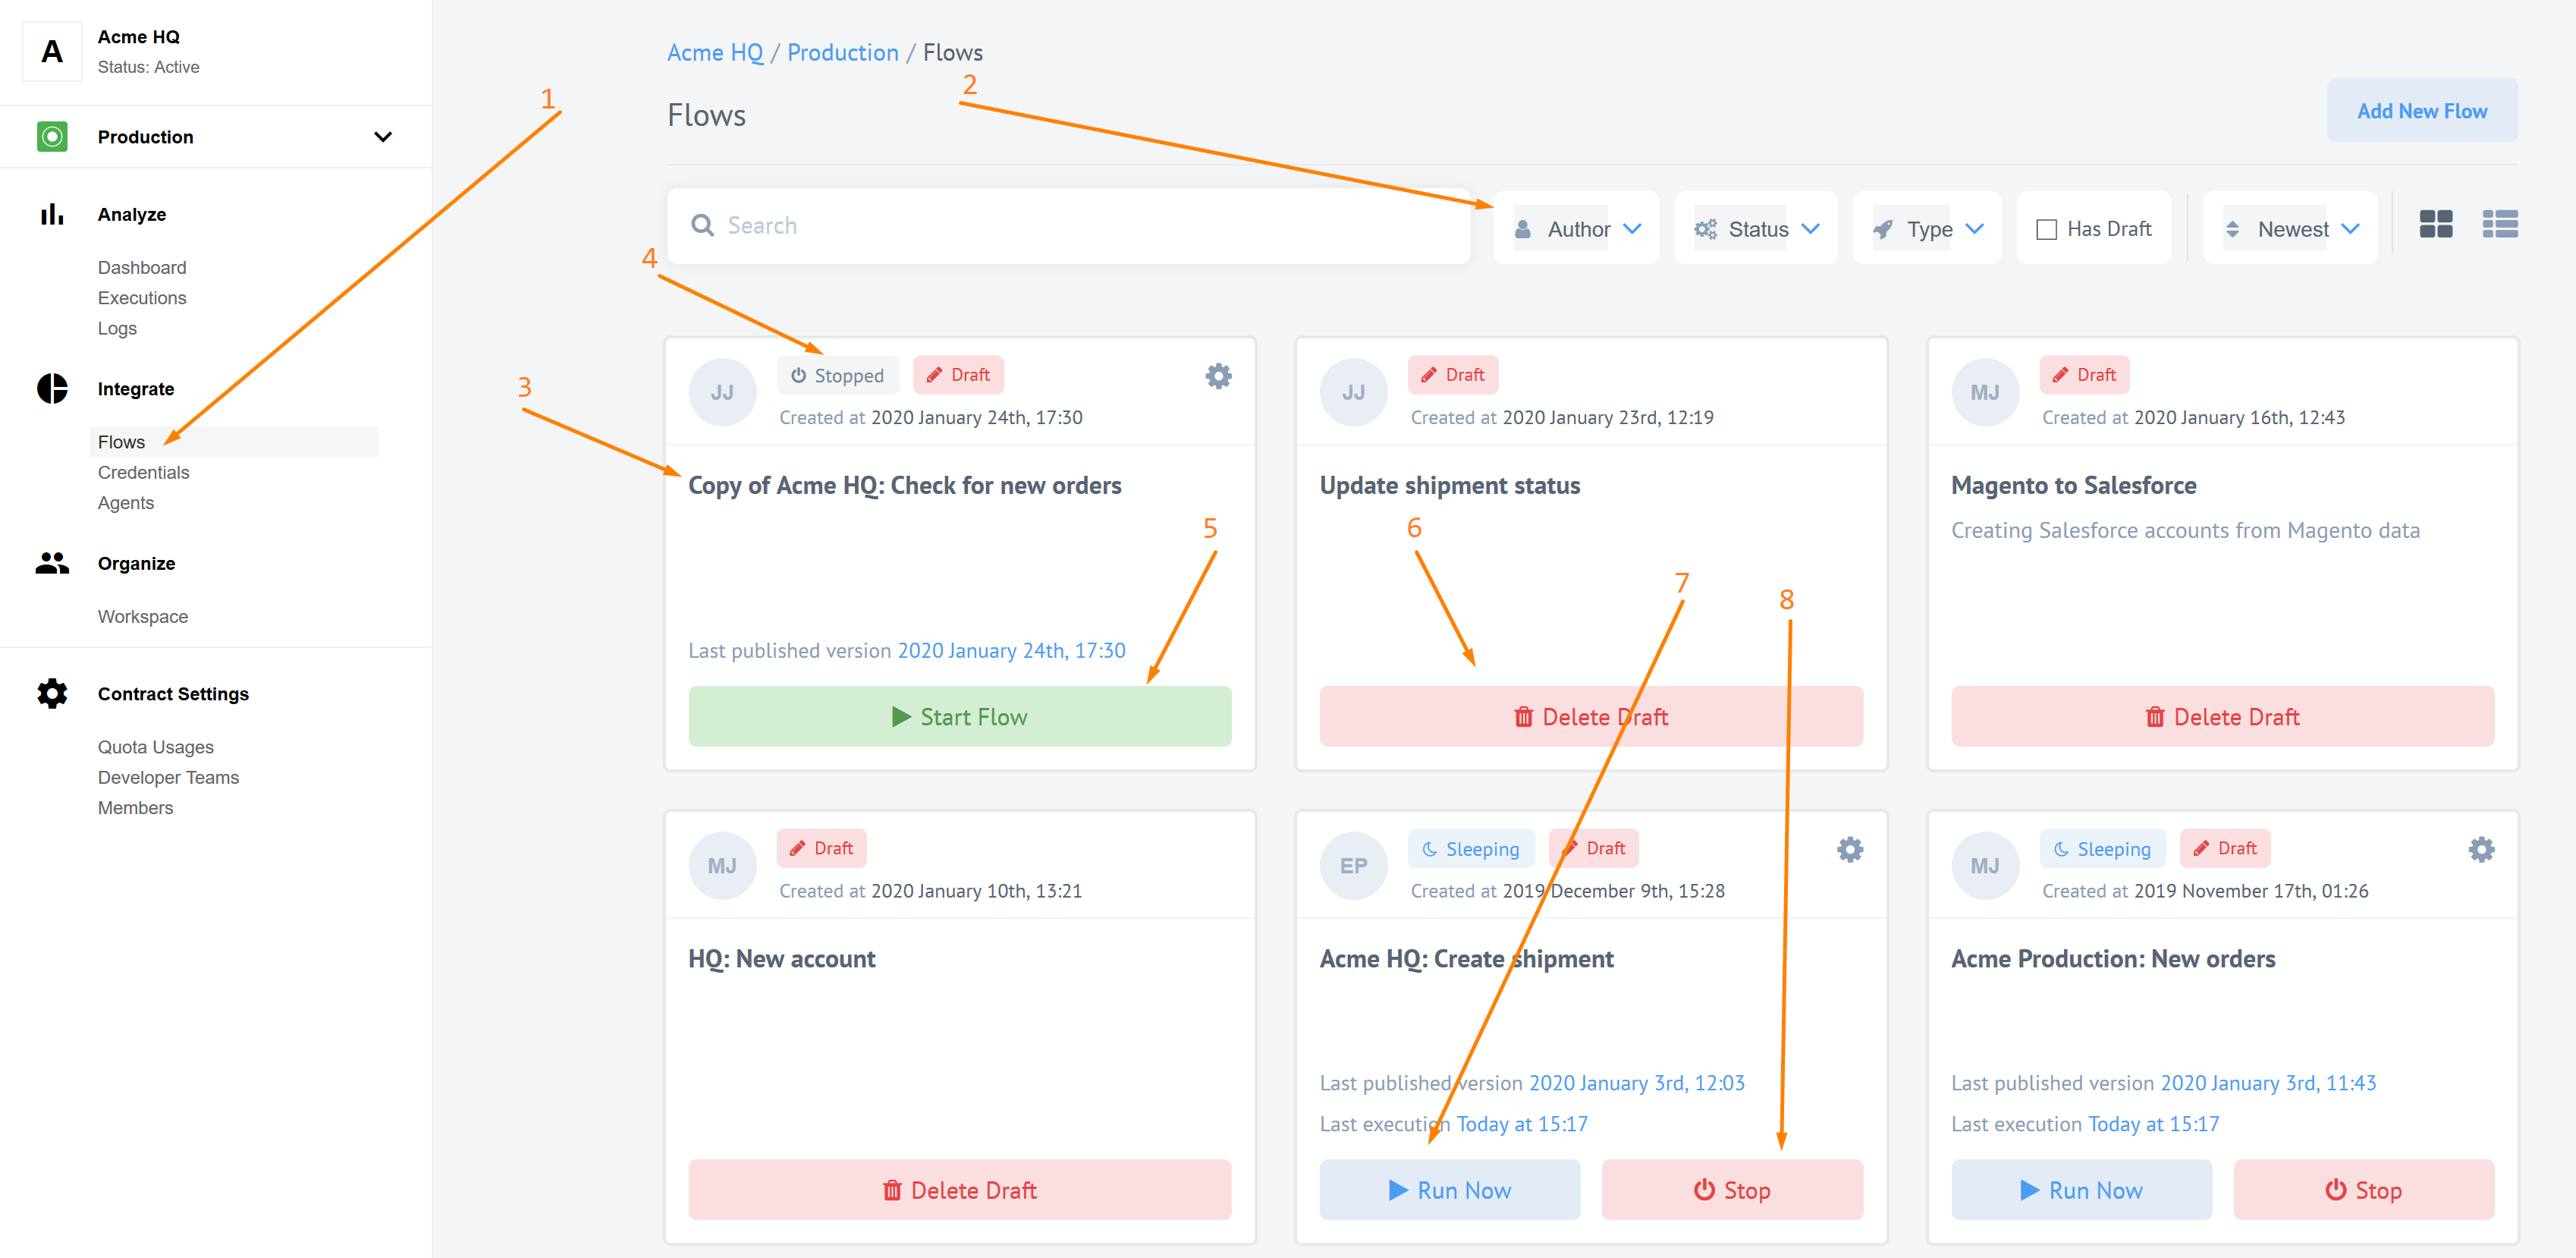 A
Acme HQ
Status: Active
Production
Analyze
Dashboard
Executions
Logs
Integrate
Flows
Credentials
Agents
Organize
Workspace
Contract Settings
Quota Usages
Developer Teams
Members
Acme HQ / Production / Flows
1
2
Flows
Add New Flow
Search
Author
Status
Type
Has Draft
Newest
4
3
JJ
Stopped
Draft
Created at 2020 January 24th, 17:30
Copy of Acme HQ: Check for new orders
5
Last published version 2020 January 24th, 17:30
Start Flow
JJ
Draft
Created at 2020 January 23rd, 12:19
Update shipment status
6
7
8
Delete Draft
MJ
Draft
Created at 2020 January 16th, 12:43
Magento to Salesforce
Creating Salesforce accounts from Magento data
Delete Draft
MJ
Draft
Created at 2020 January 10th, 13:21
HQ: New account
Delete Draft
EP
Sleeping
Draft
Created at 2019 December 9th, 15:28
Acme HQ: Create shipment
Last published version 2020 January 3rd, 12:03
Last execution Today at 15:17
Run Now
Stop
MJ
Sleeping
Draft
Created at 2019 November 17th, 01:26
Acme Production: New orders
Last published version 2020 January 3rd, 11:43
Last execution Today at 15:17
Run Now
Stop